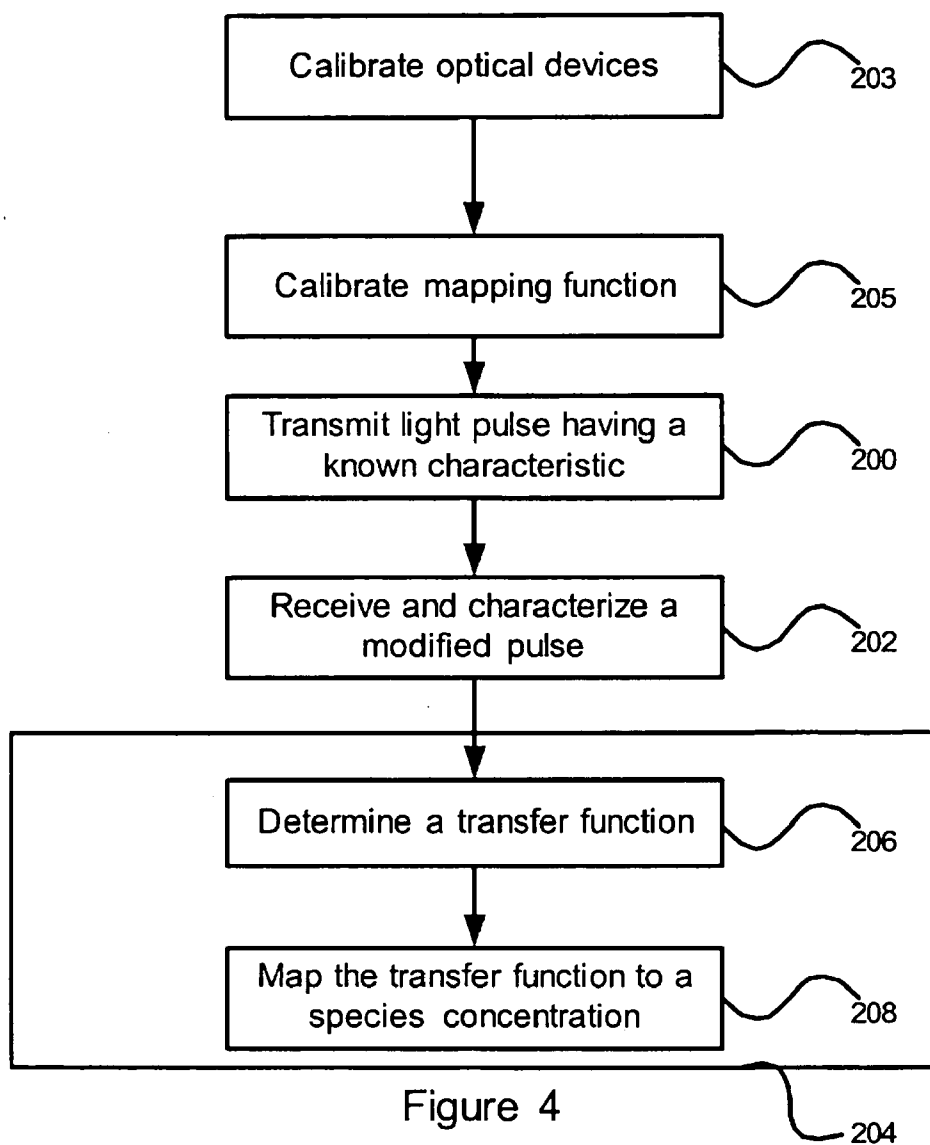 Calibrate optical devices
203
Calibrate mapping function
205
Transmit light pulse having a
known characteristic
200
Receive and characterize a
modified pulse
202
Determine a transfer function
206
Map the transfer function to a
species concentration
208
Figure 4
204